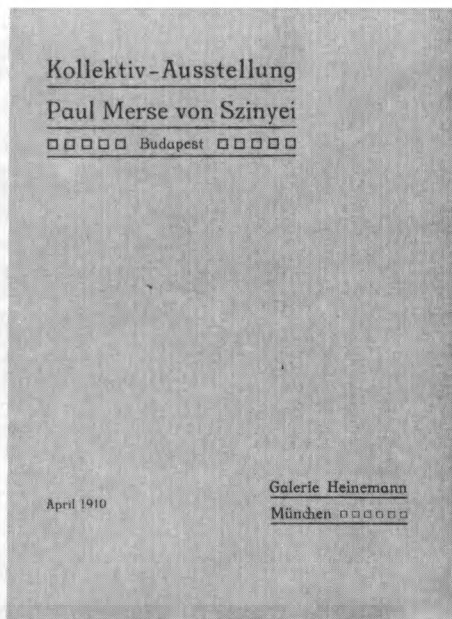 Kollektiv-Ausstellung
Paul Merse von Szinyei
□□□□□ Budapest □□□□□
April 1910
Galerie Heinemann
München □□□□□□